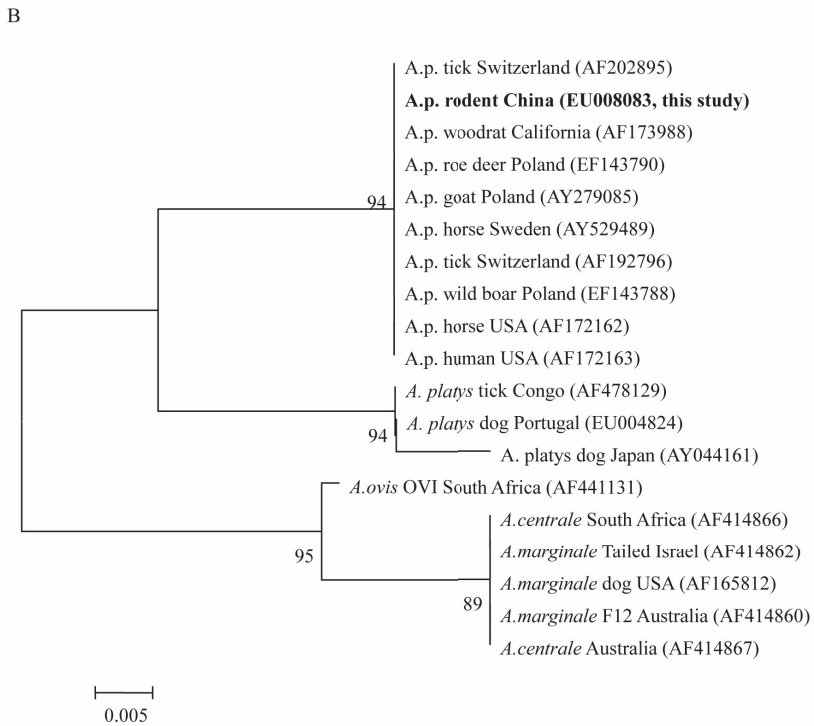 B
A.p. tick Switzerland (AF202895)
A.p. rodent China (EU008083, this study)
A.p. woodrat California (AF173988)
A.p. roe deer Poland (EF143790)
94
A.p. goat Poland (AY279085)
A.p. horse Sweden (AY529489)
A.p. tick Switzerland (AF192796)
A.p. wild boar Poland (EF143788)
A.p. horse USA (AF172162)
A.p. human USA (AF172163)
A. platys tick Congo (AF478129)
A. platys dog Portugal (EU004824)
94
A. platys dog Japan (AY044161)
A.ovis OVI South Africa (AF441131)
A.centrale South Africa (AF414866)
95
A.marginale Tailed Israel (AF414862)
A.marginale dog USA (AF165812)
89
A.marginale F12 Australia (AF414860)
A.centrale Australia (AF414867)
0.005